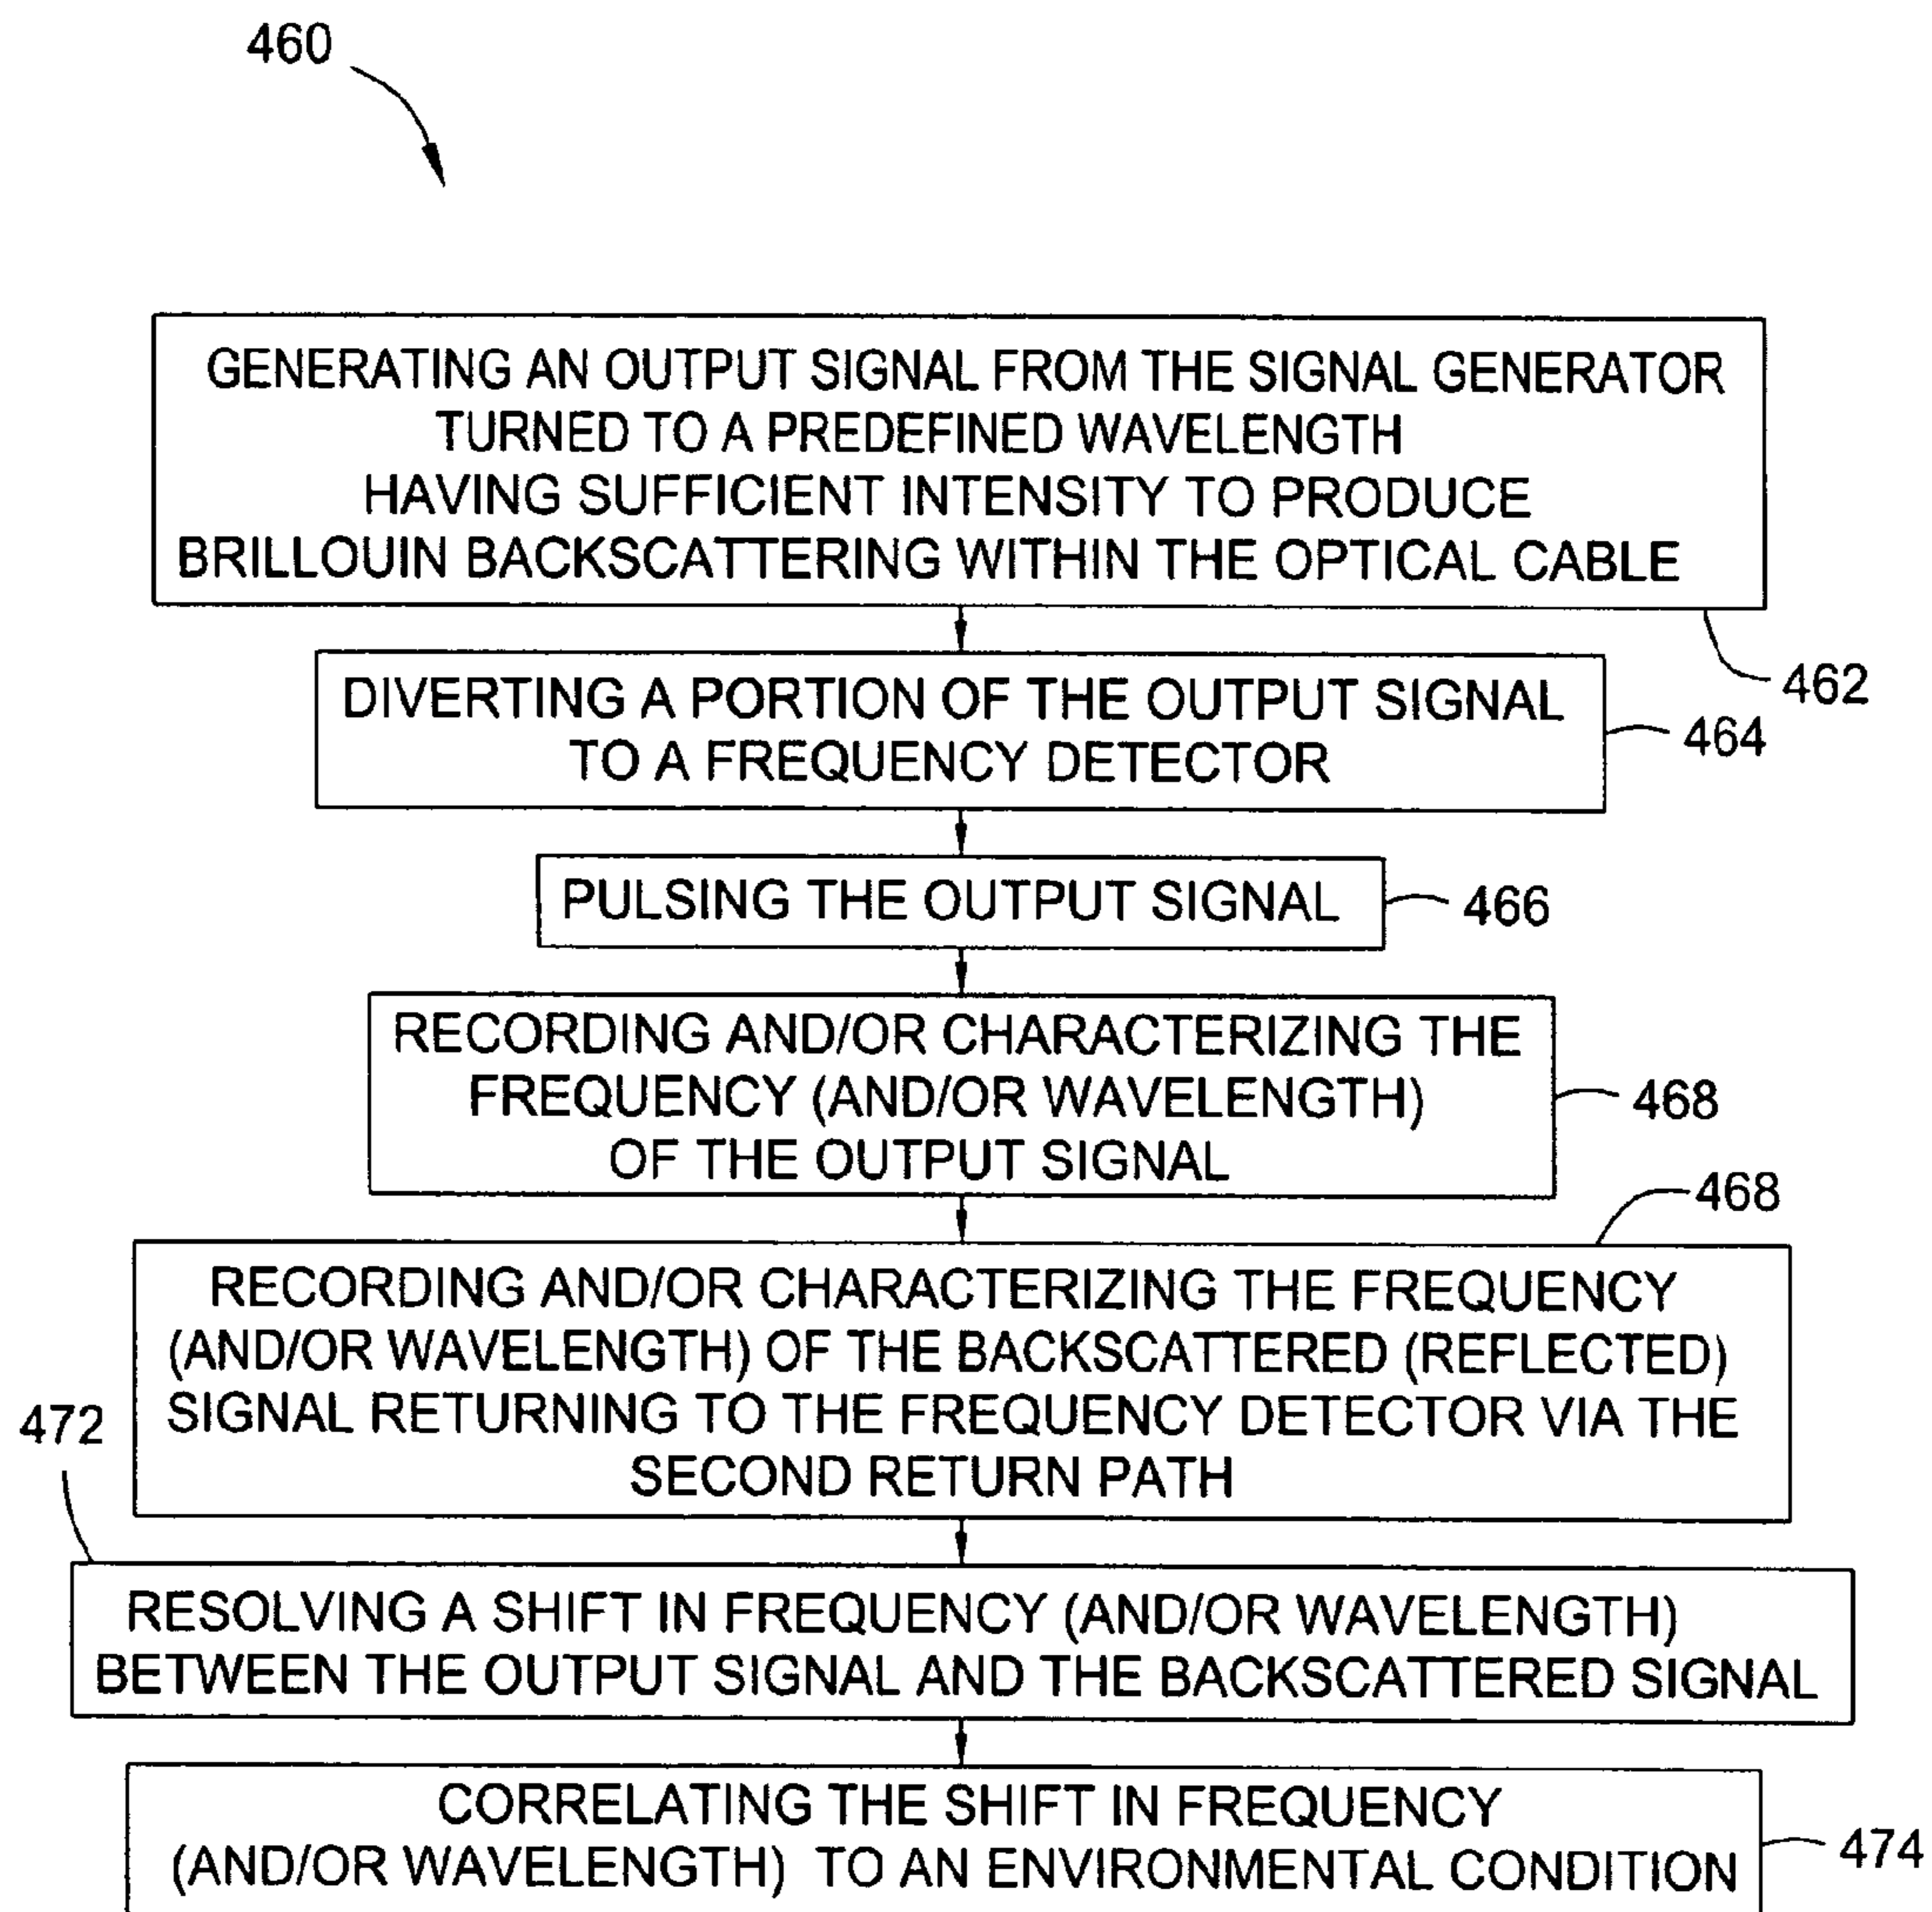 460
GENERATING AN OUTPUT SIGNAL FROM THE SIGNAL GENERATOR
TURNED TO A PREDEFINED WAVELENGTH
HAVING SUFFICIENT INTENSITY TO PRODUCE
BRILLOUIN BACKSCATTERING WITHIN THE OPTICAL CABLE
462
DIVERTING A PORTION OF THE OUTPUT SIGNAL
TO A FREQUENCY DETECTOR
464
PULSING THE OUTPUT SIGNAL
466
RECORDING AND/OR CHARACTERIZING THE
FREQUENCY (AND/OR WAVELENGTH)
OF THE OUTPUT SIGNAL
468
468
RECORDING AND/OR CHARACTERIZING THE FREQUENCY
(AND/OR WAVELENGTH) OF THE BACKSCATTERED (REFLECTED)
SIGNAL RETURNING TO THE FREQUENCY DETECTOR VIA THE
SECOND RETURN PATH
472
RESOLVING A SHIFT IN FREQUENCY (AND/OR WAVELENGTH)
BETWEEN THE OUTPUT SIGNAL AND THE BACKSCATTERED SIGNAL
CORRELATING THE SHIFT IN FREQUENCY
(AND/OR WAVELENGTH) TO AN ENVIRONMENTAL CONDITION
474